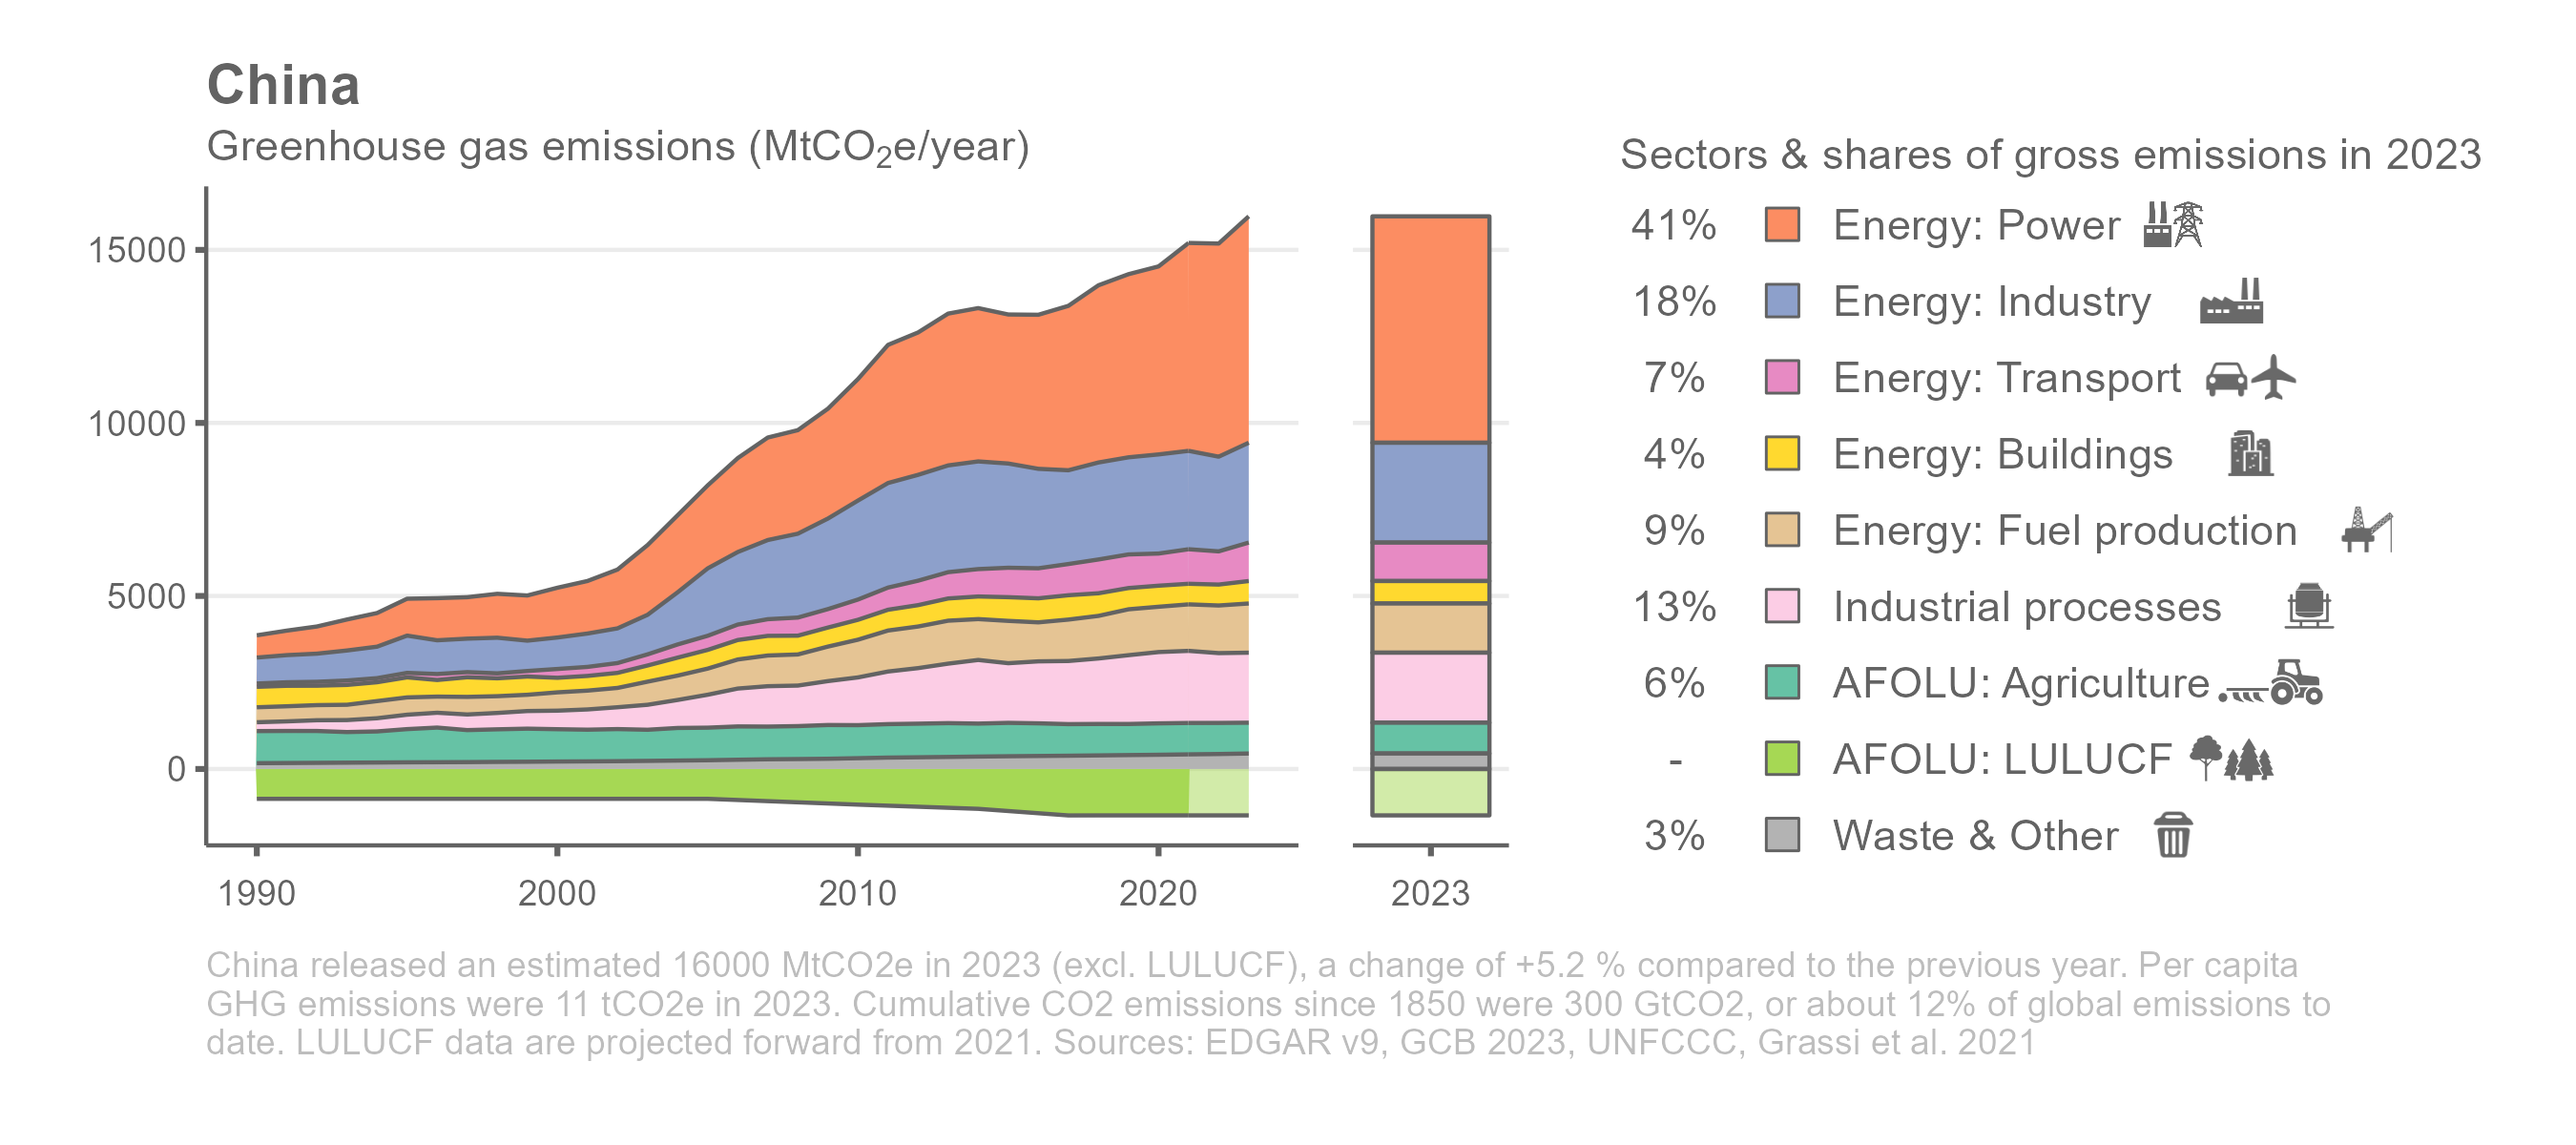 China
Greenhouse gas emissions (MtCO₂e/year)
Sectors & shares of gross emissions in 2023
15000
10000
5000
0
1990
2000
2010
2020
2023
41% Energy: Power
18% Energy: Industry
7% Energy: Transport
4% Energy: Buildings
9% Energy: Fuel production
13% Industrial processes
6% AFOLU: Agriculture
- AFOLU: LULUCF
3% Waste & Other
China released an estimated 16000 MtCO2e in 2023 (excl. LULUCF), a change of +5.2 % compared to the previous year. Per capita
GHG emissions were 11 tCO2e in 2023. Cumulative CO2 emissions since 1850 were 300 GtCO2, or about 12% of global emissions to
date. LULUCF data are projected forward from 2021. Sources: EDGAR v9, GCB 2023, UNFCCC, Grassi et al. 2021